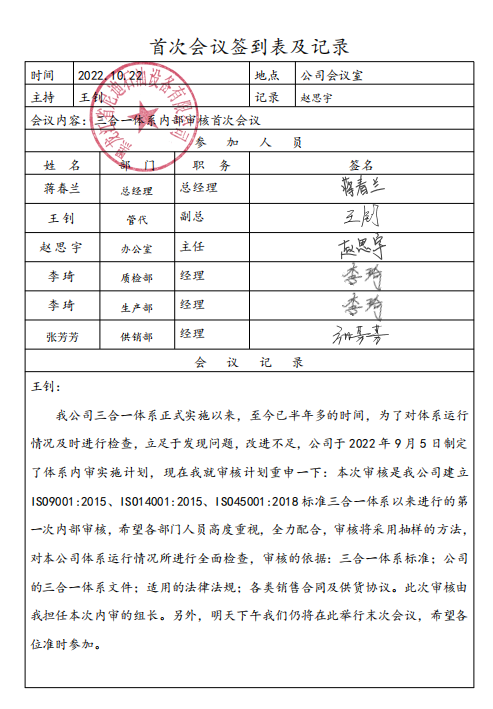 首次会议签到表及记录
时间 2022.10.22 地点 公司会议室
主持 王钊 记录 赵思宇
会议内容：三合一体系内部审核首次会议
参 加 人 员
姓 名 部 门 职 务 签名
蒋春兰 总经理 总经理 蒋春兰
王钊 管代 副总 王钊
赵思宇 办公室 主任 赵思宇
李琦 质检部 经理 李琦
李琦 生产部 经理 李琦
张芳芳 供销部 经理 张芳芳
会 议 记 录
王钊：
我公司三合一体系正式实施以来，至今已半年多的时间，为了对体系运行
情况及时进行检查，立足于发现问题，改进不足，公司于 2022 年 9 月 5 日制定
了体系内审实施计划，现在我就审核计划重申一下：本次审核是我公司建立
ISO9001:2015、ISO14001:2015、ISO45001:2018 标准三合一体系以来进行的第
一次内部审核，希望各部门人员高度重视，全力配合，审核将采用抽样的方法，
对本公司体系运行情况所进行全面检查，审核的依据：三合一体系标准；公司
的三合一体系文件；适用的法律法规；各类销售合同及供货协议。此次审核由
我担任本次内审的组长。另外，明天下午我们仍将在此举行末次会议，希望各
位准时参加。